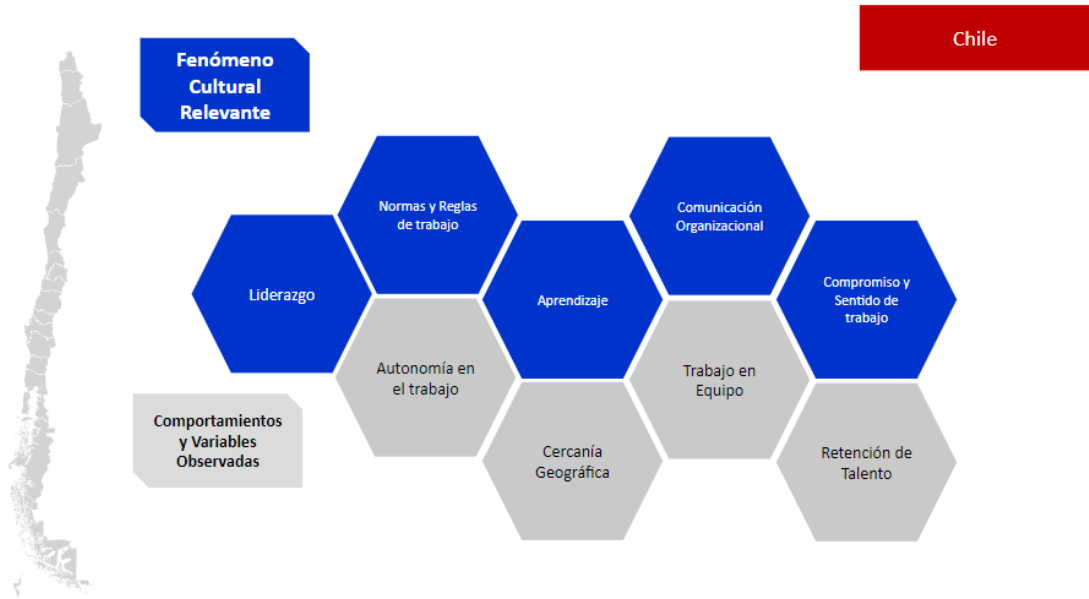 Chile
Fenómeno
Cultural
Relevante
Normas y Reglas
de trabajo
Comunicación
Organizacional
Liderazgo
Aprendizaje
Compromiso y
Sentido de
trabajo
Autonomía en
el trabajo
Trabajo en
Equipo
Comportamientos
y Variables
Observadas
Cercanía
Geográfica
Retención de
Talento